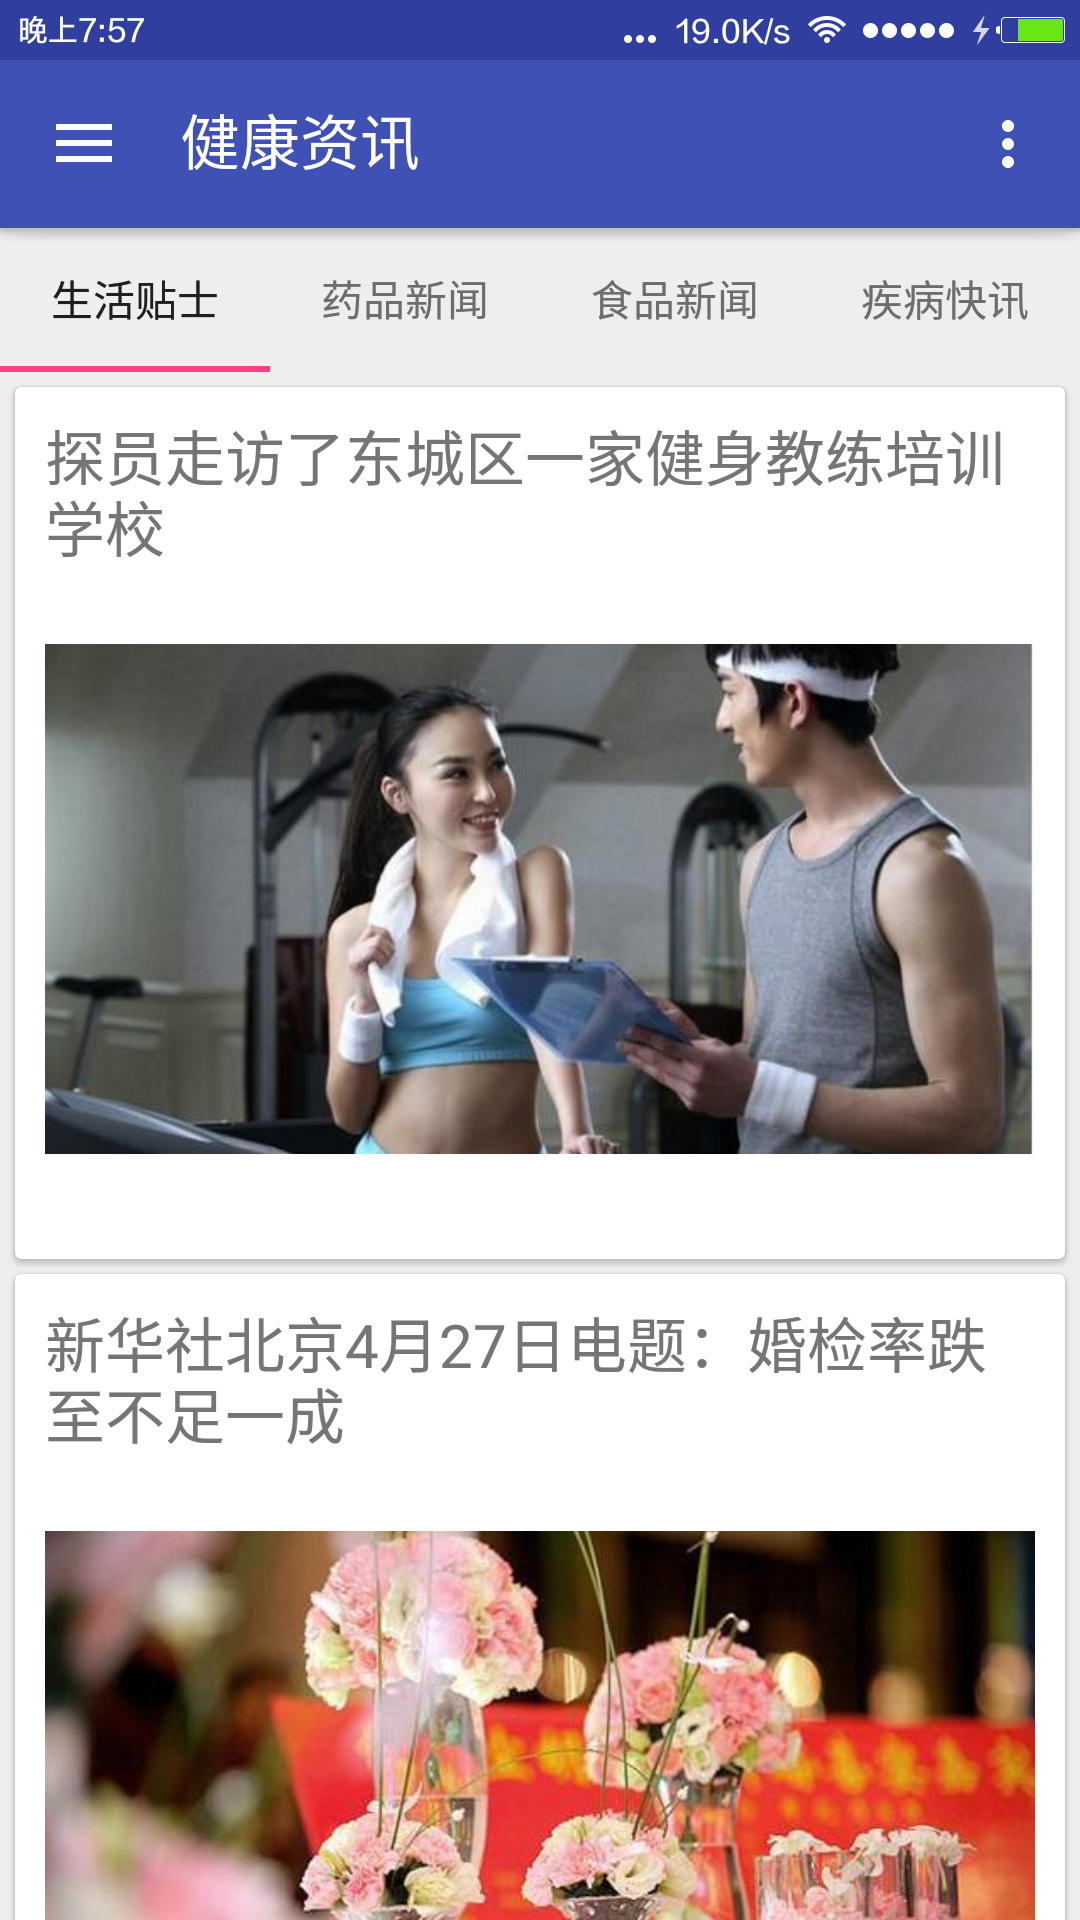 晚上7:57
... 19.0K/s
健康资讯
生活贴士 药品新闻 食品新闻 疾病快讯
探员走访了东城区一家健身教练培训
学校
新华社北京4月27日电题：婚检率跌
至不足一成